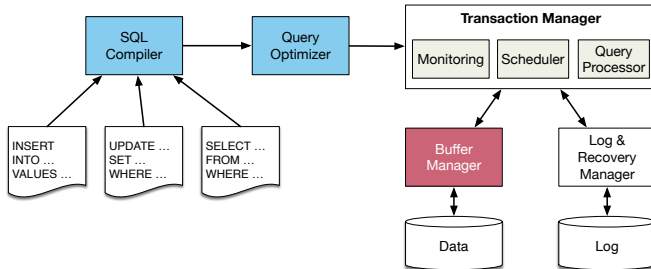 SQL
Compiler
Query
Optimizer
Transaction Manager
Monitoring
Scheduler
Query
Processor
INSERT
INTO …
VALUES …
UPDATE …
SET …
WHERE …
SELECT …
FROM …
WHERE …
Buffer
Manager
Log &
Recovery
Manager
Data
Log